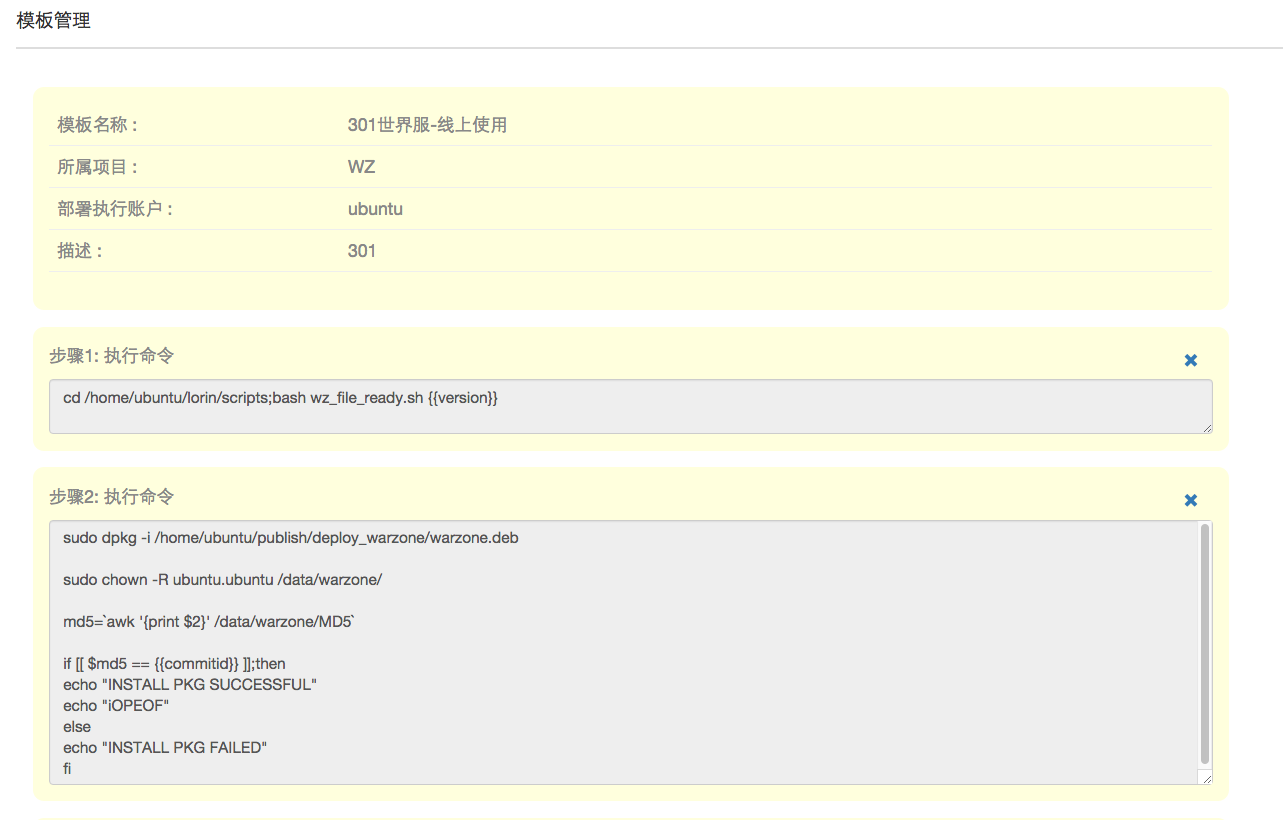 模板管理
模板名称 : 301世界服-线上使用
所属项目 : WZ
部署执行账户 : ubuntu
描述 : 301
步骤1: 执行命令
cd /home/ubuntu/lorin/scripts;bash wz_file_ready.sh {{version}}
步骤2: 执行命令
sudo dpkg -i /home/ubuntu/publish/deploy_warzone/warzone.deb
sudo chown -R ubuntu.ubuntu /data/warzone/
md5=`awk '{print $2}' /data/warzone/MD5`
if [[ $md5 == {{commitid}} ]];then
echo "INSTALL PKG SUCCESSFUL"
echo "iOPEOF"
else
echo "INSTALL PKG FAILED"
fi